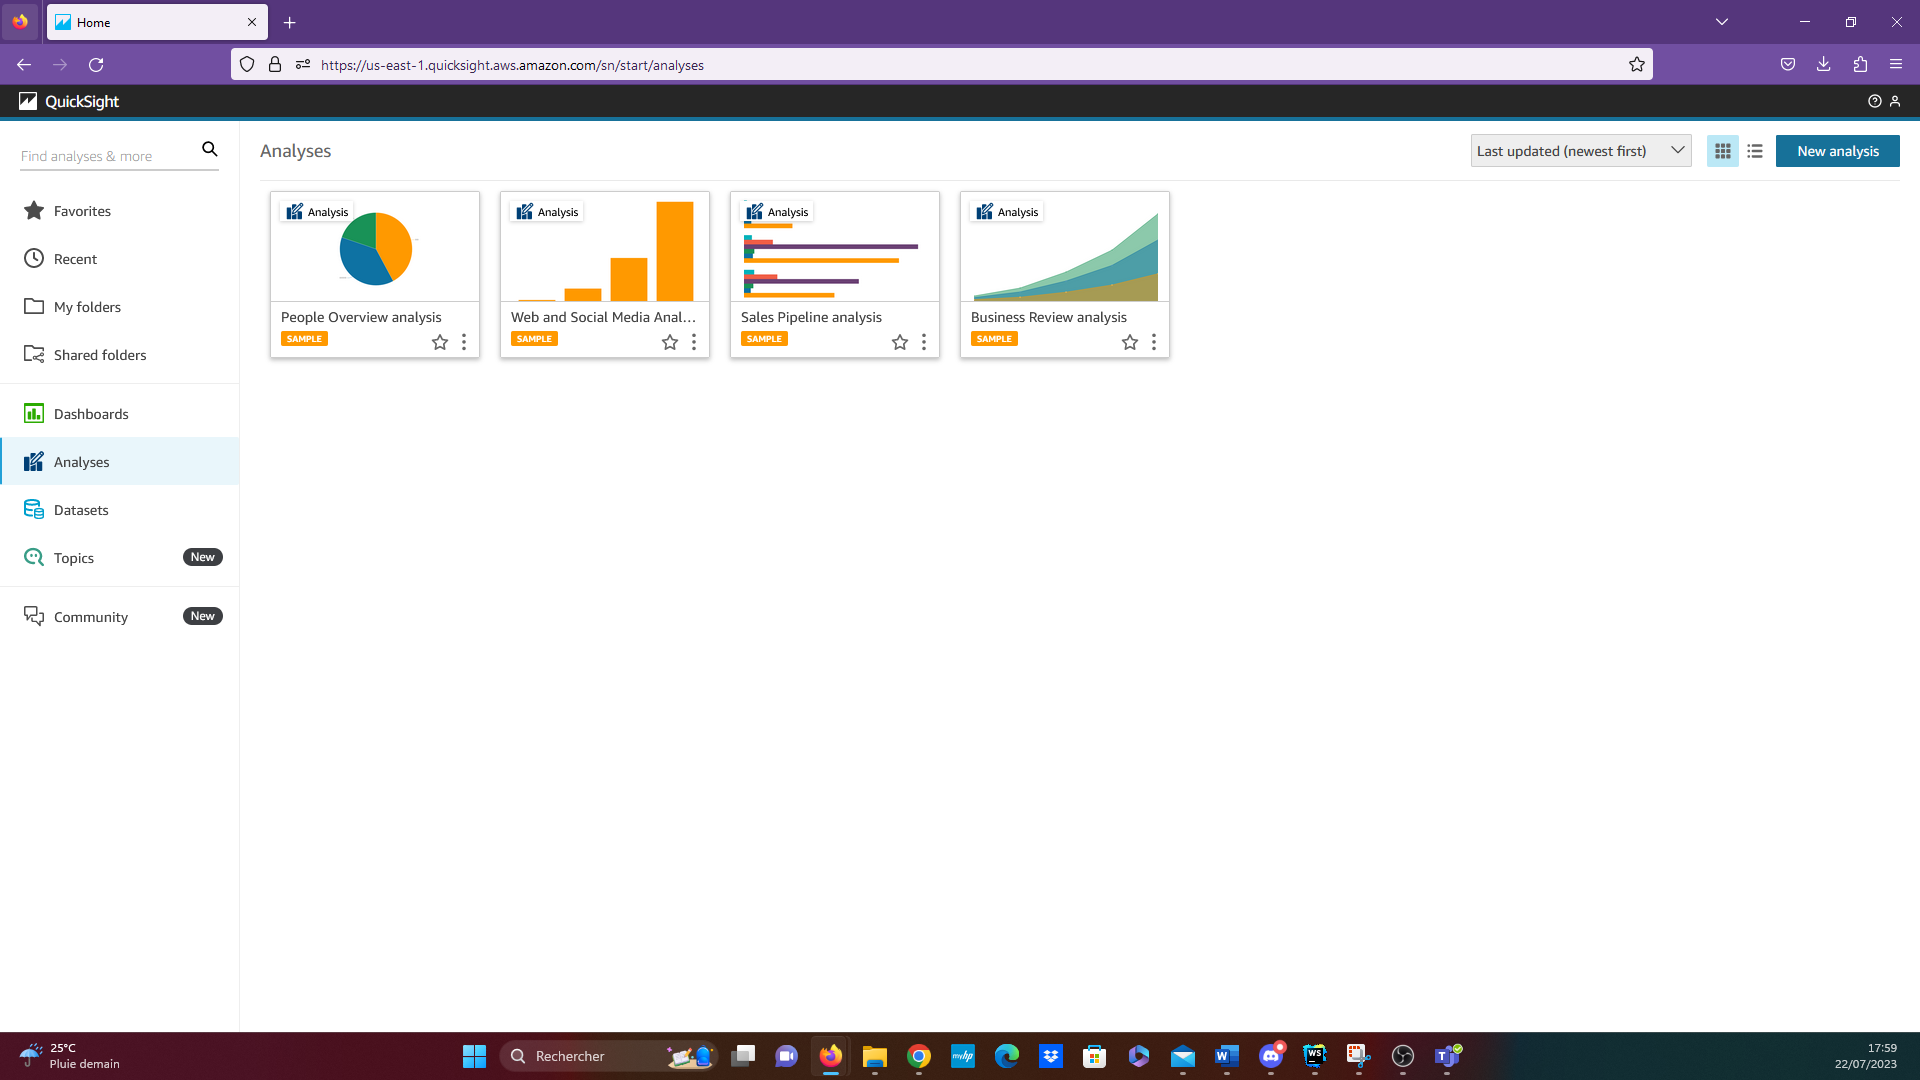 Home
https://us-east-1.quicksight.aws.amazon.com/sn/start/analyses
QuickSight
Find analyses & more
Favorites
Recent
My folders
Shared folders
Dashboards
Analyses
Datasets
Topics New
Community New
Analyses
Last updated (newest first)
New analysis
Analysis
People Overview analysis
SAMPLE
Analysis
Web and Social Media Anal...
SAMPLE
Analysis
Sales Pipeline analysis
SAMPLE
Analysis
Business Review analysis
SAMPLE
25°C
Pluie demain
Rechercher
myhp
W
WS
T
17:59
22/07/2023